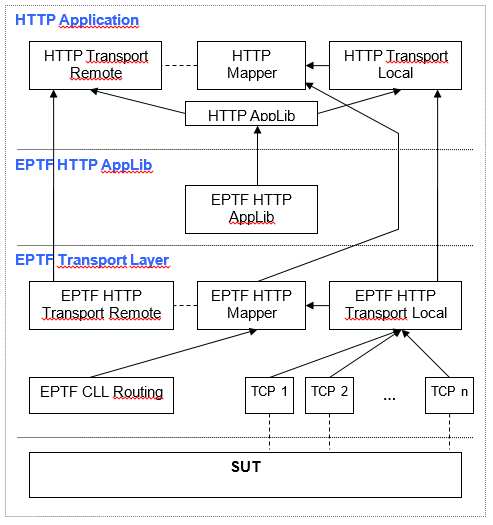 HTTP Application
HTTP Transport
Remote
HTTP
Mapper
HTTP Transport
Local
HTTP AppLib
EPTF HTTP AppLib
EPTF HTTP
AppLib
EPTF Transport Layer
EPTF HTTP
Transport Remote
EPTF HTTP
Mapper
EPTF HTTP
Transport Local
EPTF CLL Routing
TCP 1
TCP 2
...
TCP n
SUT